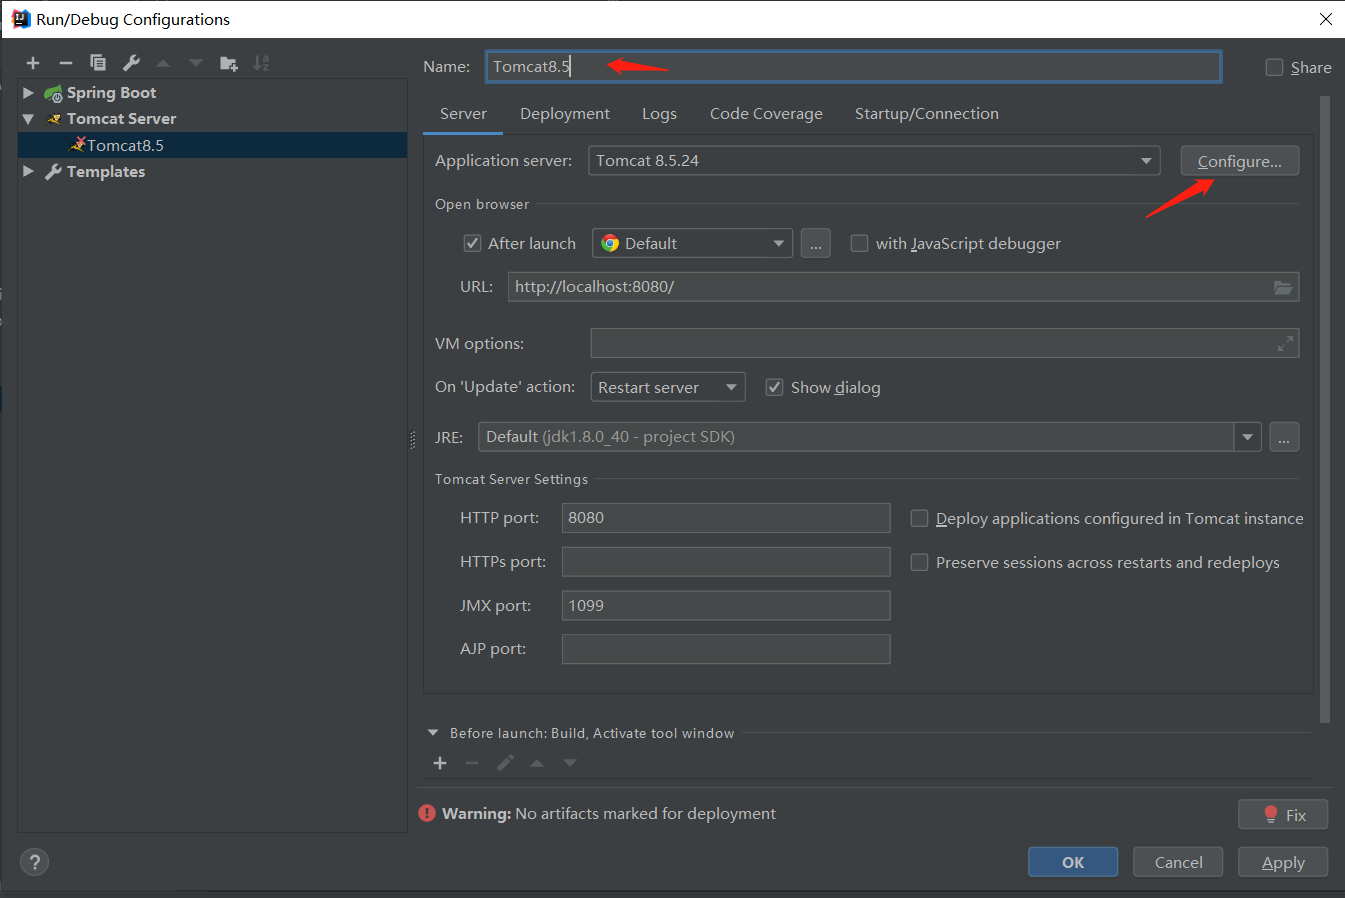 Run/Debug Configurations
Name: Tomcat8.5
Share
Spring Boot
Tomcat Server
Tomcat8.5
Templates
Server Deployment Logs Code Coverage Startup/Connection
Application server: Tomcat 8.5.24 Configure...
Open browser
After launch Default ... with JavaScript debugger
URL: http://localhost:8080/
VM options:
On 'Update' action: Restart server Show dialog
JRE: Default (jdk1.8.0_40 - project SDK) ...
Tomcat Server Settings
HTTP port: 8080 Deploy applications configured in Tomcat instance
HTTPs port: Preserve sessions across restarts and redeploys
JMX port: 1099
AJP port:
Before launch: Build, Activate tool window
Warning: No artifacts marked for deployment Fix
? OK Cancel Apply